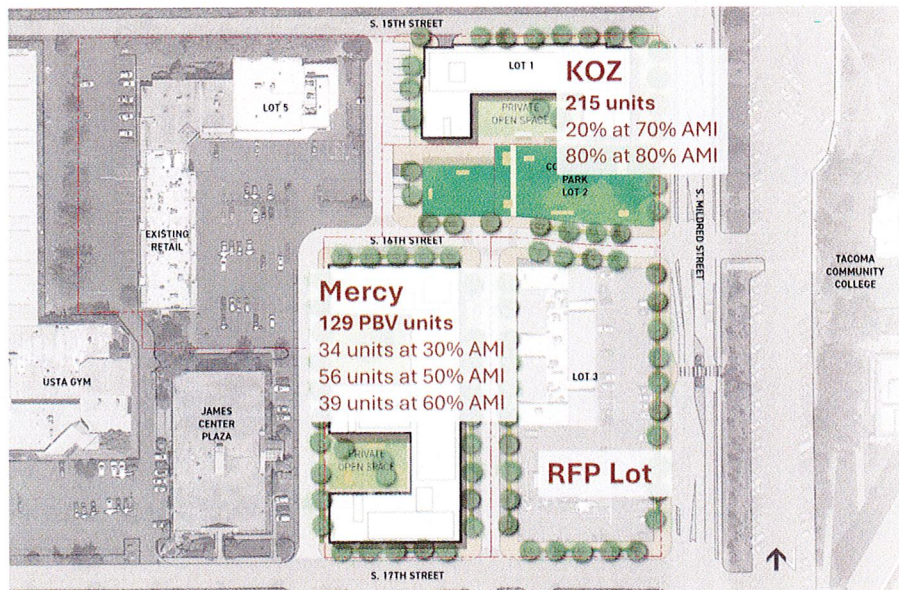 S. 15TH STREET
LOT 1
KOZ
215 units
20% at 70% AMI
80% at 80% AMI
LOT 5
PRIVATE
OPEN SPACE
PARK
LOT 2
S. MILDRED STREET
EXISTING
RETAIL
S. 16TH STREET
TACOMA
COMMUNITY
COLLEGE
Mercy
129 PBV units
34 units at 30% AMI
56 units at 50% AMI
39 units at 60% AMI
USTA GYM
LOT 3
JAMES
CENTER
PLAZA
PRIVATE
OPEN SPACE
RFP Lot
S. 17TH STREET